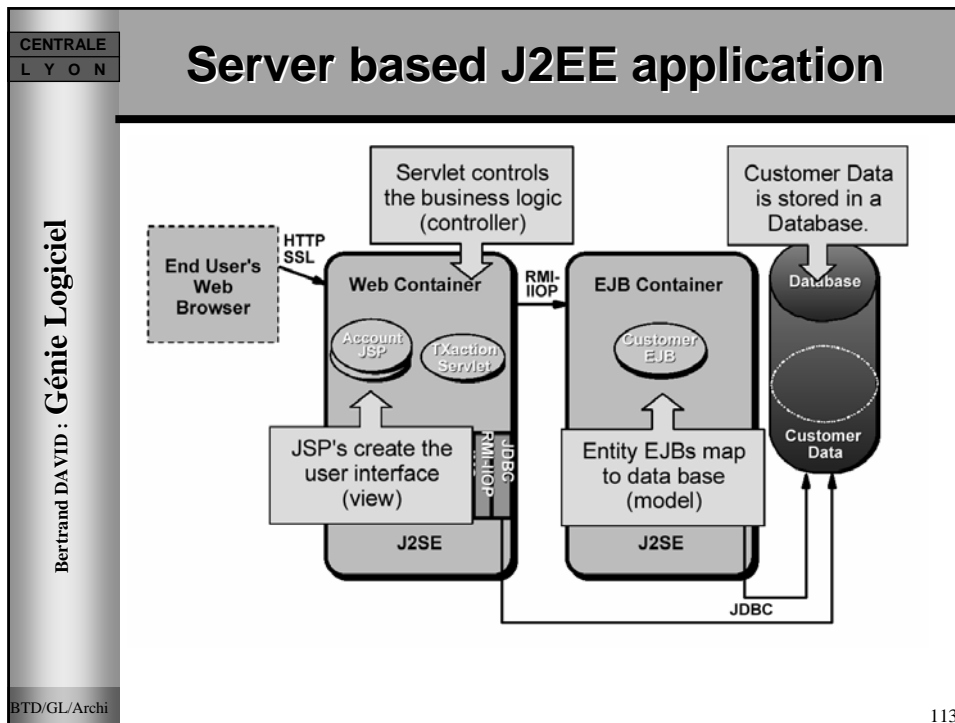 CENTRALE
L Y O N
Server based J2EE application
Bertrand DAVID : Génie Logiciel
Servlet controls
the business logic
(controller)
Customer Data
is stored in a
Database.
End User's
Web
Browser
HTTP
SSL
Web Container
RMI-
IIOP
EJB Container
Database
Account
JSP
TXaction
Servlet
Customer
EJB
JSP's create the
user interface
(view)
RMI-IIOP
JDBC
Entity EJBs map
to data base
(model)
Customer
Data
J2SE
J2SE
JDBC
BTD/GL/Archi
113